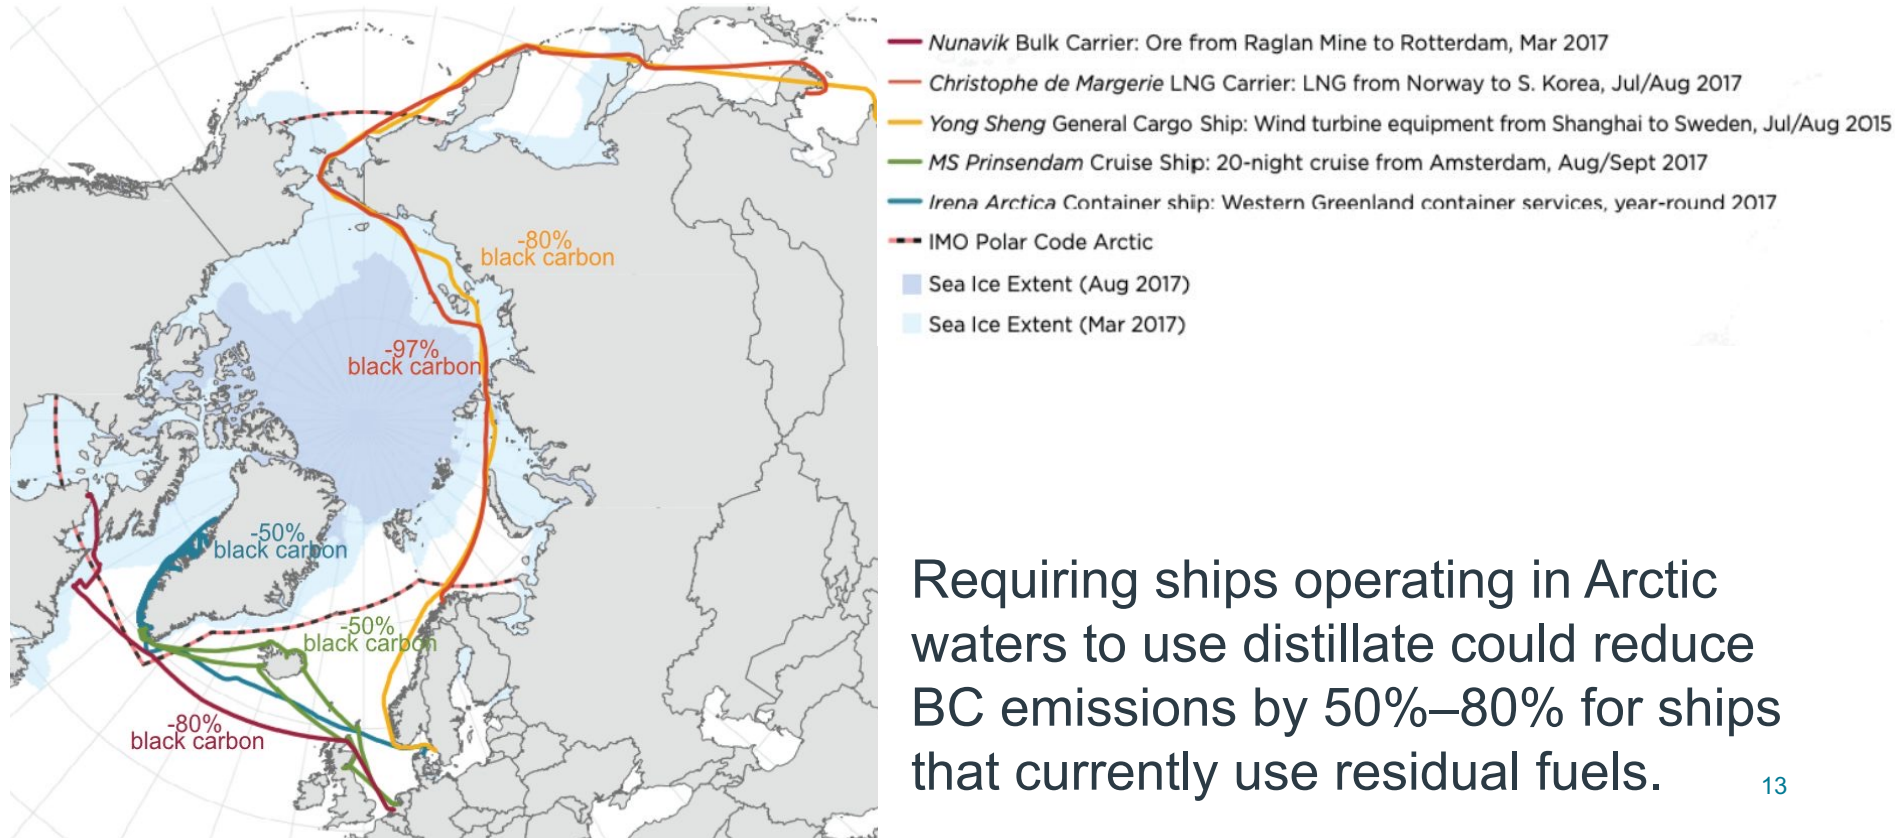 Nunavik Bulk Carrier: Ore from Raglan Mine to Rotterdam, Mar 2017
Christophe de Margerie LNG Carrier: LNG from Norway to S. Korea, Jul/Aug 2017
Yong Sheng General Cargo Ship: Wind turbine equipment from Shanghai to Sweden, Jul/Aug 2015
MS Prinsendam Cruise Ship: 20-night cruise from Amsterdam, Aug/Sept 2017
Irena Arctica Container ship: Western Greenland container services, year-round 2017
IMO Polar Code Arctic
Sea Ice Extent (Aug 2017)
Sea Ice Extent (Mar 2017)
-80%
black carbon
-97%
black carbon
-50%
black carbon
-50%
black carbon
-80%
black carbon
Requiring ships operating in Arctic
waters to use distillate could reduce
BC emissions by 50%–80% for ships
that currently use residual fuels.
13